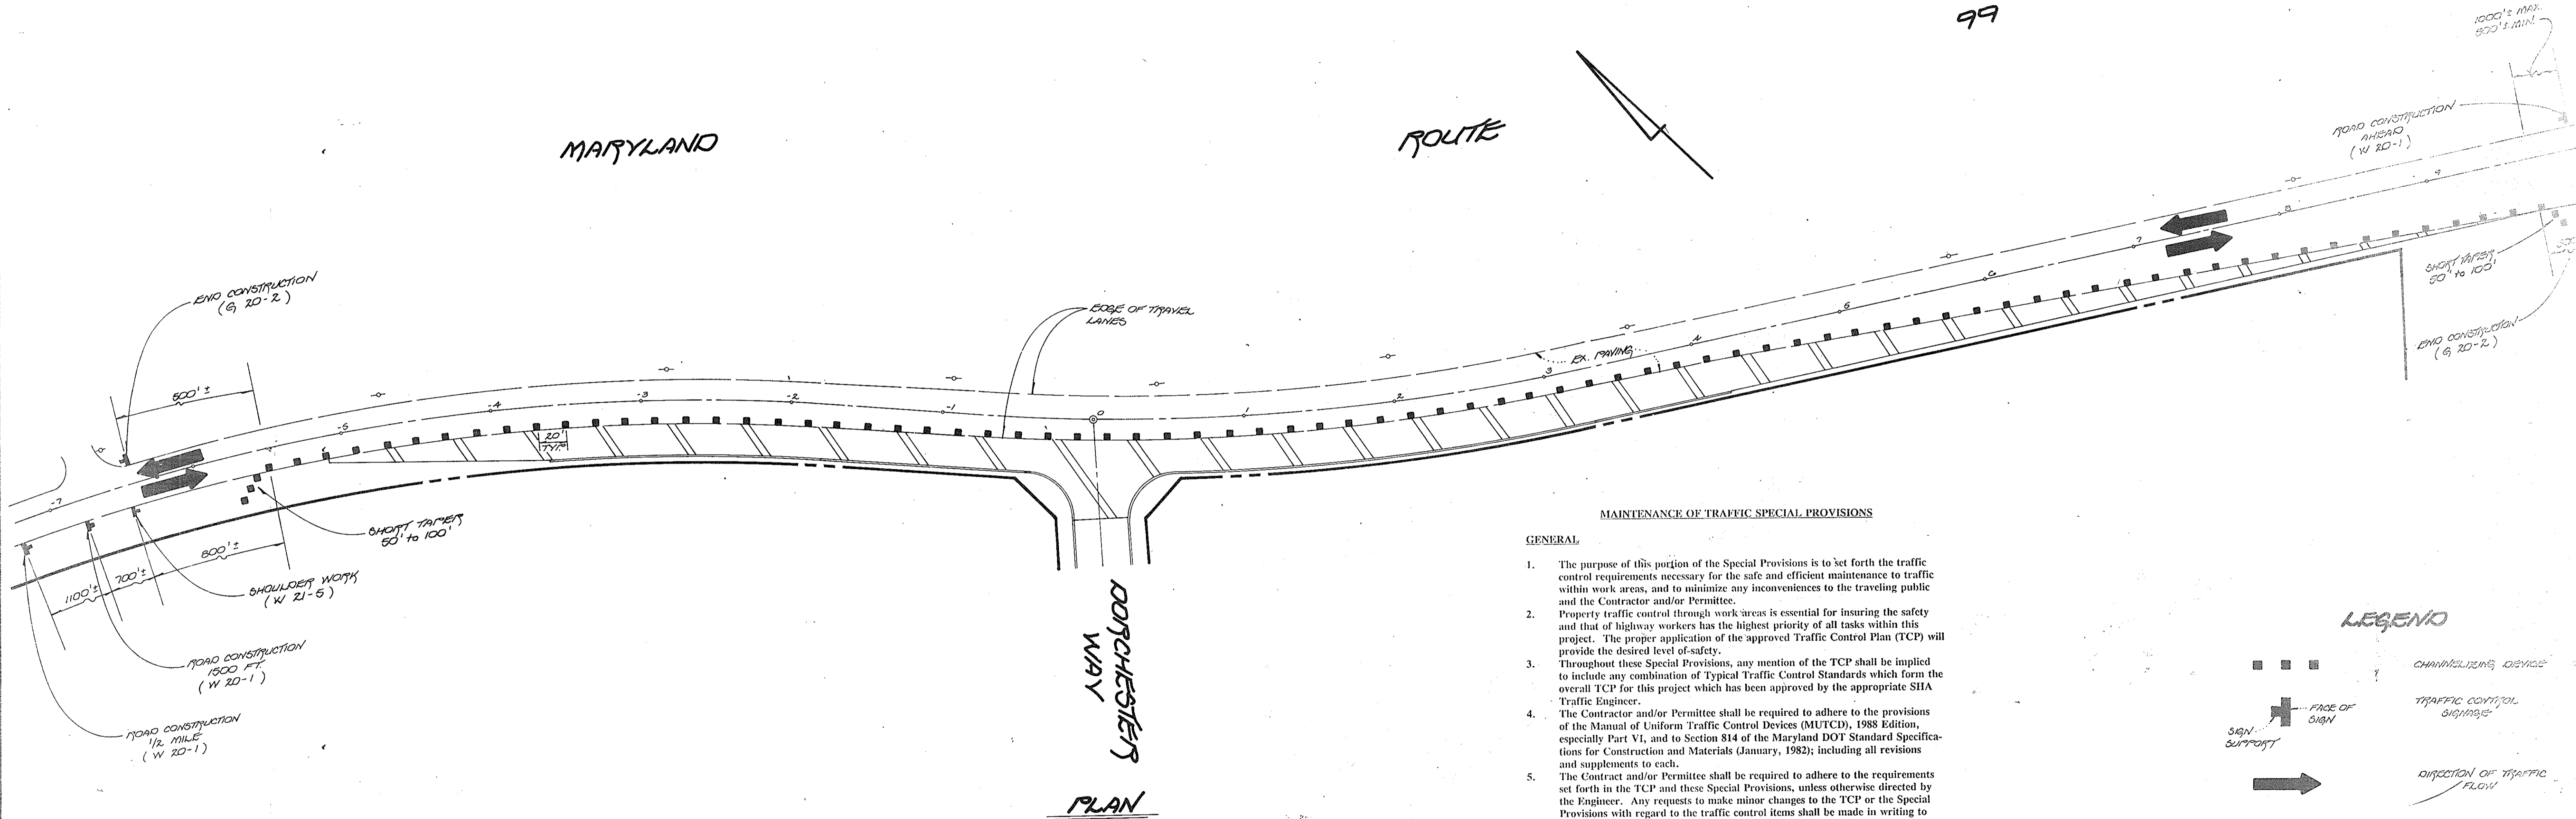 99
1000'± MAX.
500'± MIN.
MARYLAND
ROUTE
ROAD CONSTRUCTION
AHEAD
(W 20-1)
END CONSTRUCTION
(G 20-2)
500'±
EDGE OF TRAVEL
LANES
EX. PAVING
-7
-5
-4
-3
-2
-1
0
1
2
3
4
5
6
7
8
9
20'
TYP.
SHORT TAPER
50' to 100'
END CONSTRUCTION
(G 20-2)
SHORT TAPER
50' to 100'
800'±
700'±
1100'±
SHOULDER WORK
(W 21-5)
ROAD CONSTRUCTION
1500 FT.
(W 20-1)
ROAD CONSTRUCTION
1/2 MILE
(W 20-1)
DORCHESTER
WAY
PLAN
MAINTENANCE OF TRAFFIC SPECIAL PROVISIONS
GENERAL
1. The purpose of this portion of the Special Provisions is to set forth the traffic
control requirements necessary for the safe and efficient maintenance to traffic
within work areas, and to minimize any inconveniences to the traveling public
and the Contractor and/or Permittee.
2. Property traffic control through work areas is essential for insuring the safety
and that of highway workers has the highest priority of all tasks within this
project. The proper application of the approved Traffic Control Plan (TCP) will
provide the desired level of safety.
3. Throughout these Special Provisions, any mention of the TCP shall be implied
to include any combination of Typical Traffic Control Standards which form the
overall TCP for this project which has been approved by the appropriate SHA
Traffic Engineer.
4. The Contractor and/or Permittee shall be required to adhere to the provisions
of the Manual of Uniform Traffic Control Devices (MUTCD), 1988 Edition,
especially Part VI, and to Section 814 of the Maryland DOT Standard Specifica-
tions for Construction and Materials (January, 1982); including all revisions
and supplements to each.
5. The Contract and/or Permittee shall be required to adhere to the requirements
set forth in the TCP and these Special Provisions, unless otherwise directed by
the Engineer. Any requests to make minor changes to the TCP or the Special
Provisions with regard to the traffic control items shall be made in writing to
LEGEND
CHANNELIZING DEVICE
FACE OF
SIGN
SIGN
SUPPORT
TRAFFIC CONTROL
SIGNAGE
DIRECTION OF TRAFFIC
FLOW